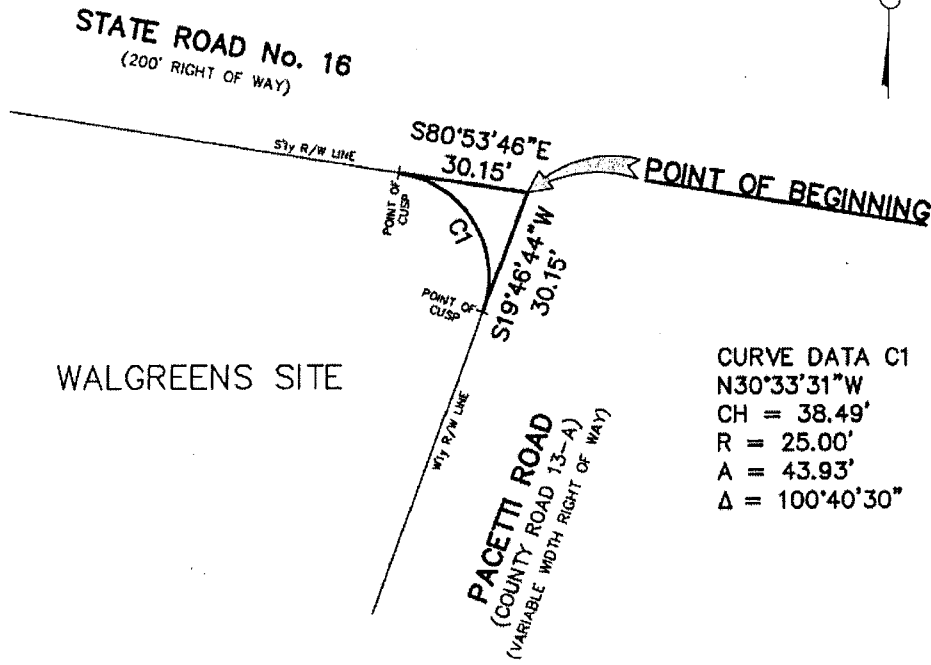 STATE ROAD No. 16
(200' RIGHT OF WAY)
S'ly R/W LINE
S80°53'46"E
30.15'
POINT OF BEGINNING
POINT OF
CUSP
C1
S19°46'44"W
30.15'
POINT OF
CUSP
WALGREENS SITE
W'ly R/W LINE
PACETTI ROAD
(COUNTY ROAD 13-A)
(VARIABLE WIDTH RIGHT OF WAY)
CURVE DATA C1
N30°33'31"W
CH = 38.49'
R = 25.00'
A = 43.93'
Δ = 100°40'30"